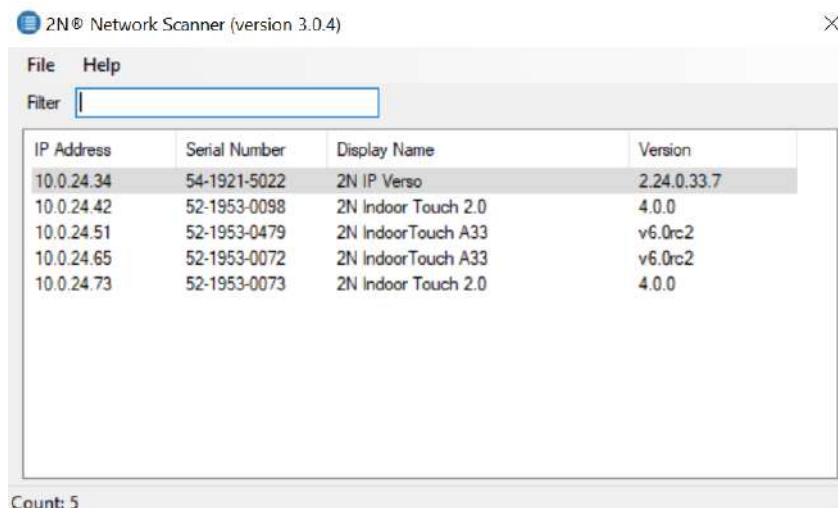 2N® Network Scanner (version 3.0.4)
File Help
Filter
IP Address Serial Number Display Name Version
10.0.24.34 54-1921-5022 2N IP Verso 2.24.0.33.7
10.0.24.42 52-1953-0098 2N Indoor Touch 2.0 4.0.0
10.0.24.51 52-1953-0479 2N IndoorTouch A33 v6.0rc2
10.0.24.65 52-1953-0072 2N IndoorTouch A33 v6.0rc2
10.0.24.73 52-1953-0073 2N Indoor Touch 2.0 4.0.0
Count: 5